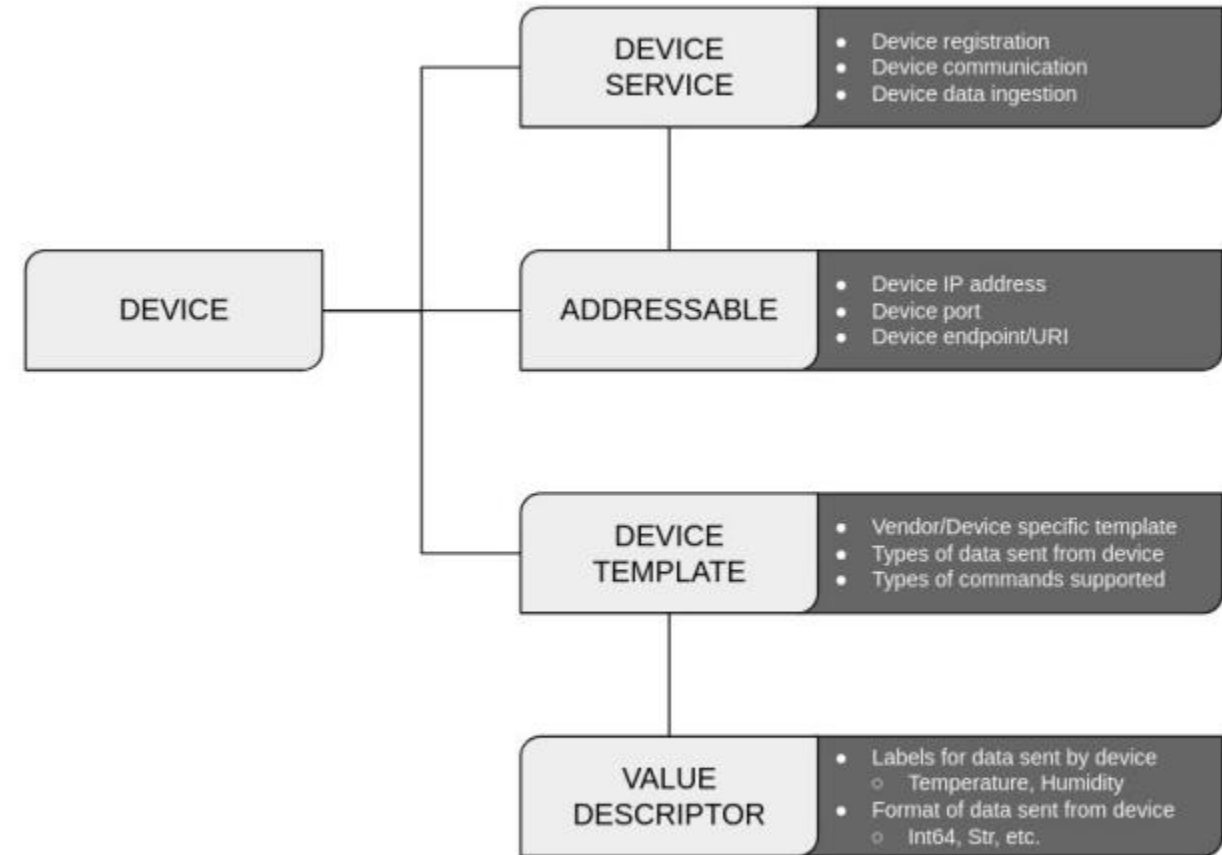 DEVICE
SERVICE
● Device registration
● Device communication
● Device data ingestion
DEVICE
ADDRESSABLE
● Device IP address
● Device port
● Device endpoint/URI
DEVICE
TEMPLATE
● Vendor/Device specific template
● Types of data sent from device
● Types of commands supported
VALUE
DESCRIPTOR
● Labels for data sent by device
○ Temperature, Humidity
● Format of data sent from device
○ Int64, Str, etc.